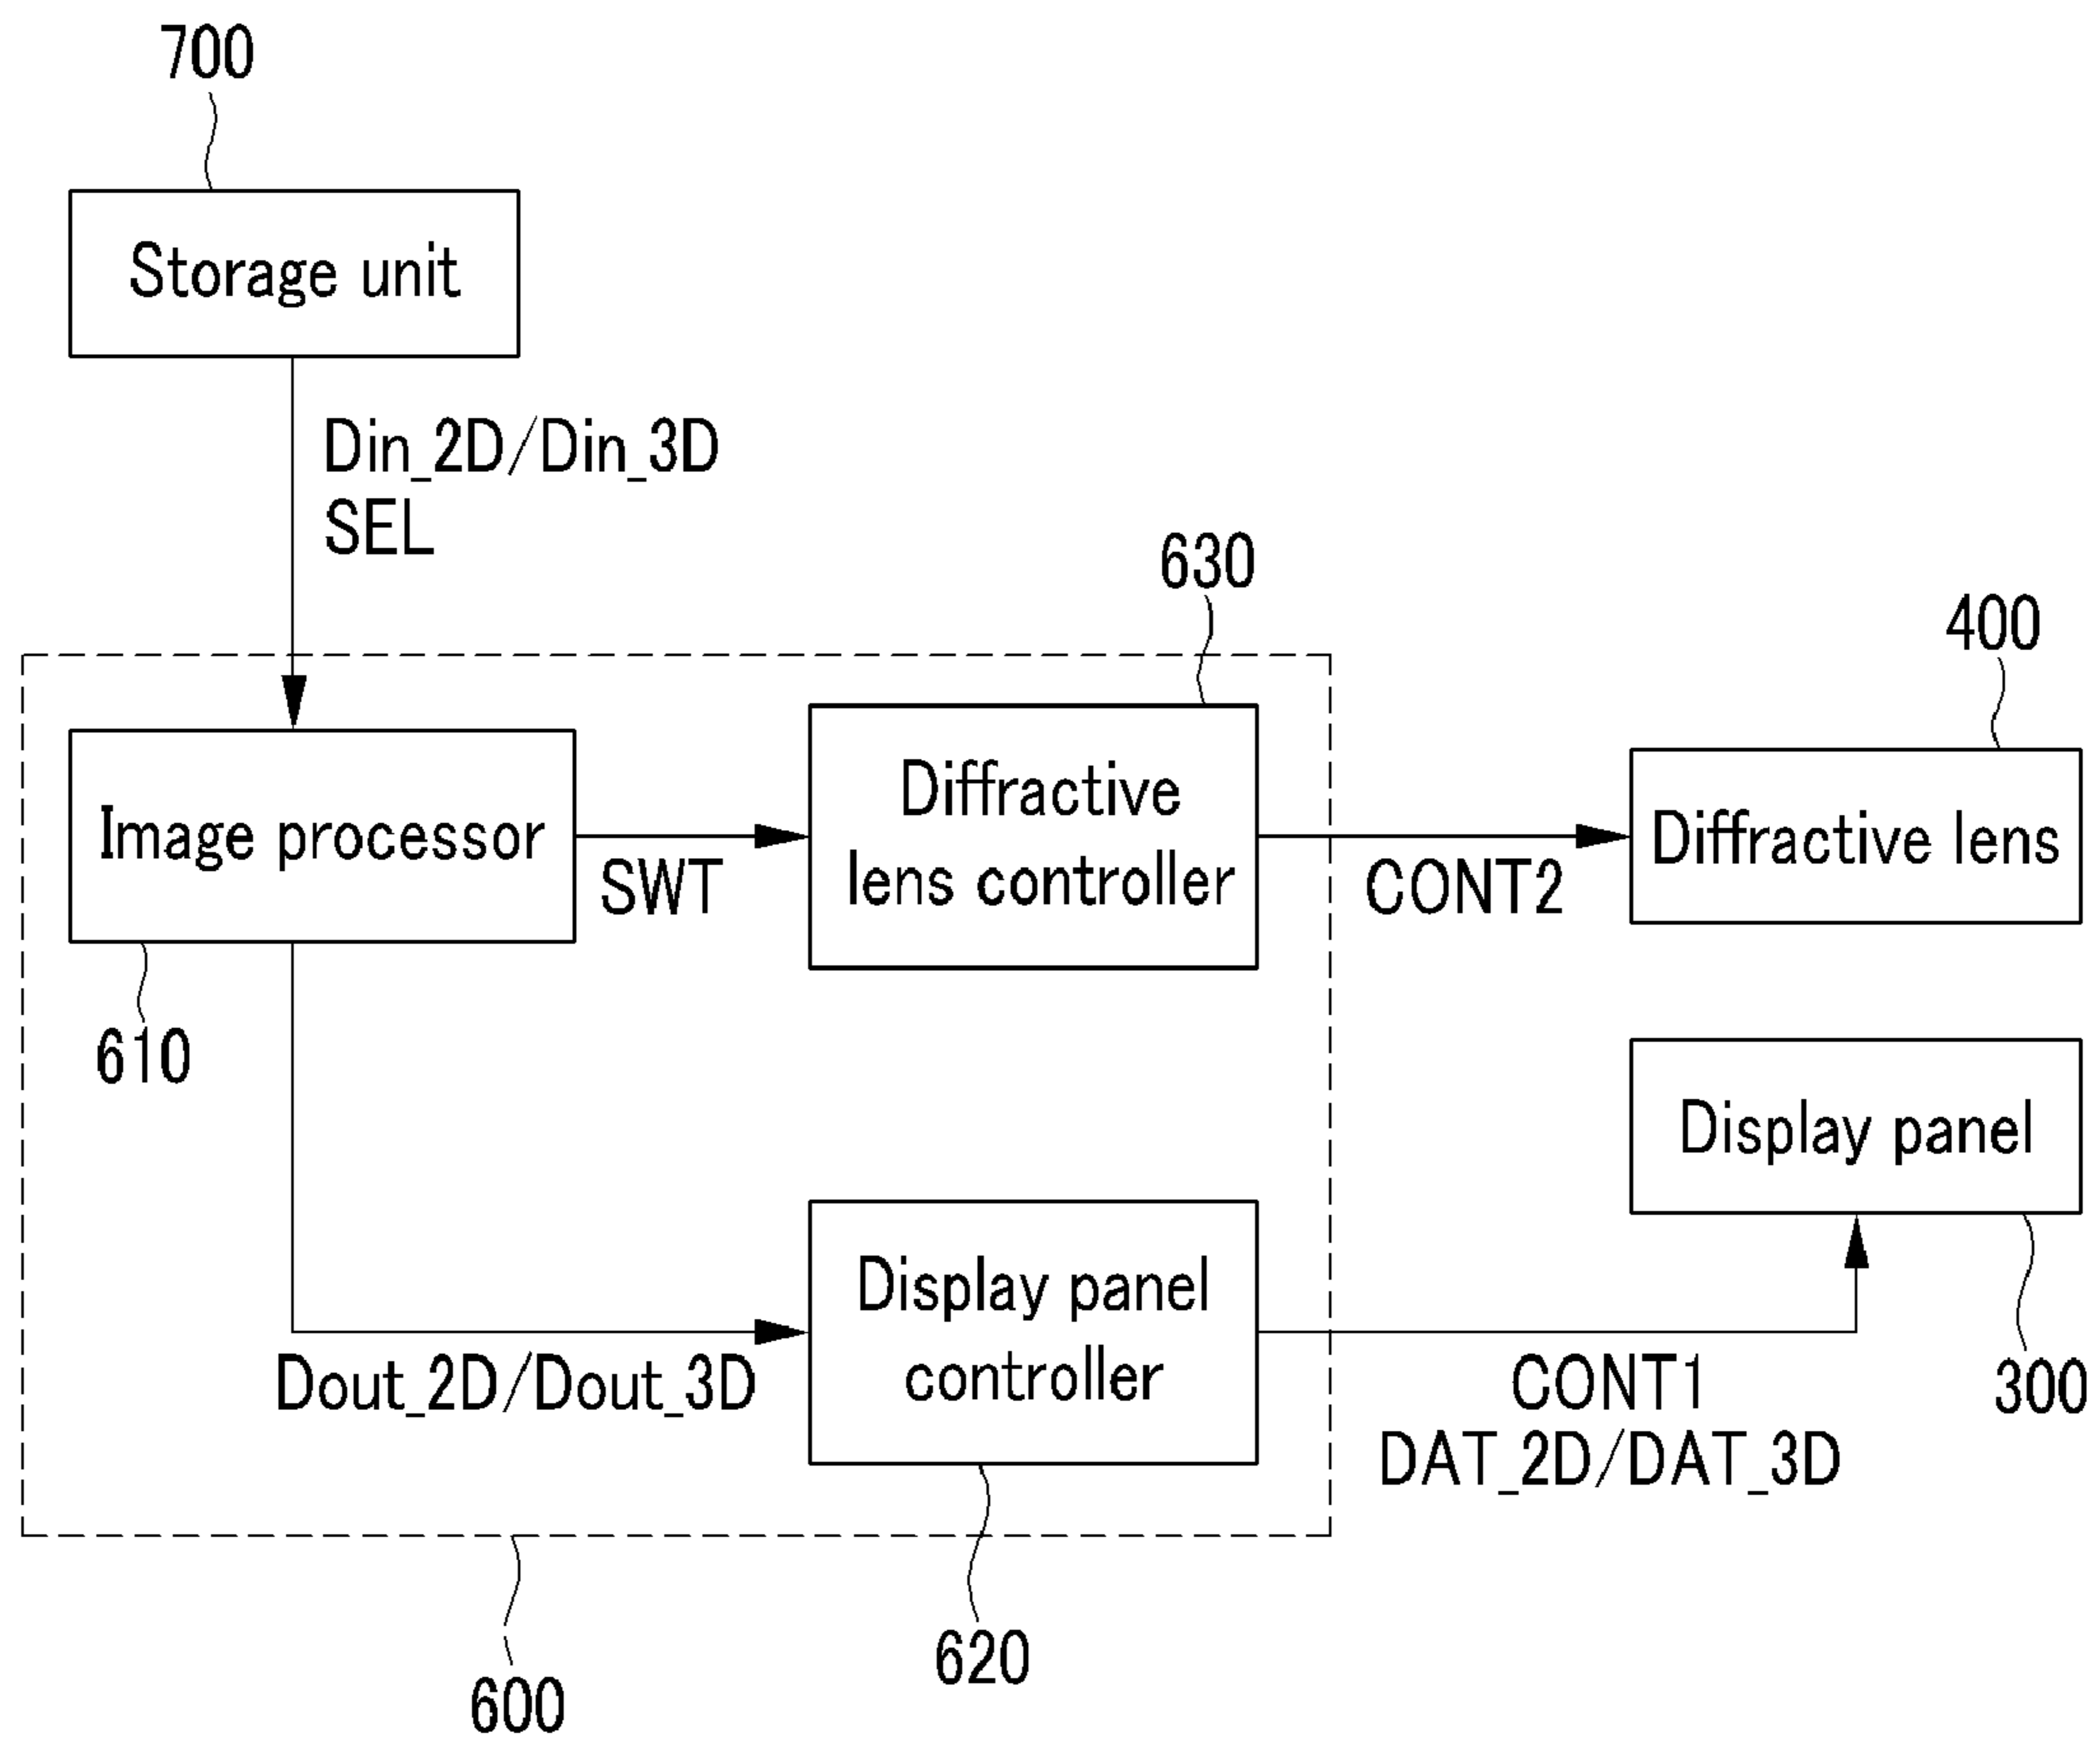 700
Storage unit
Din_2D/Din_3D
SEL
630
400
Image processor
SWT
Diffractive
lens controller
CONT2
Diffractive lens
610
Display panel
Display panel
controller
Dout_2D/Dout_3D
CONT1
DAT_2D/DAT_3D
300
620
600